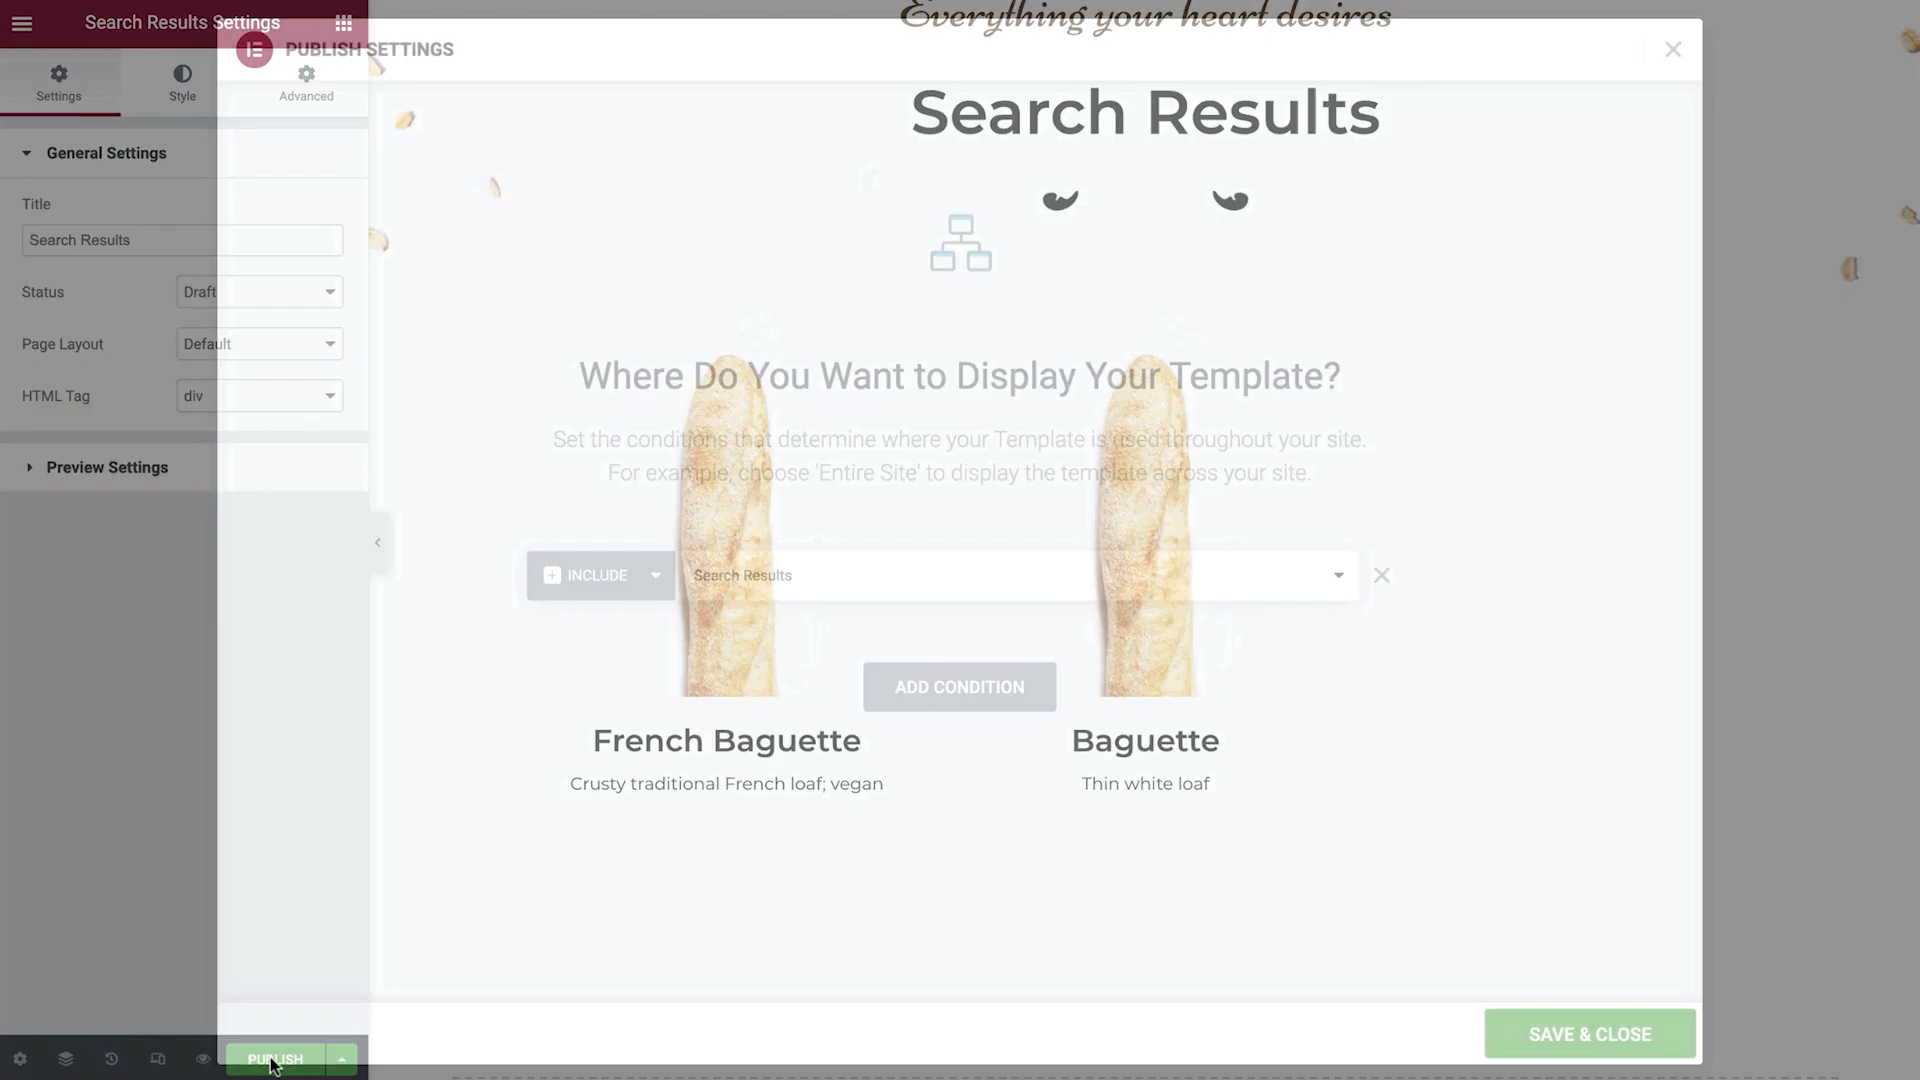 Search Results Settings
Everything your heart desires
PUBLISH SETTINGS
Settings
Style
Advanced
Search Results
General Settings
Title
Search Results
Status
Draft
Page Layout
Default
HTML Tag
div
Preview Settings
Where Do You Want to Display Your Template?
Set the conditions that determine where your Template is used throughout your site.
For example, choose 'Entire Site' to display the template across your site.
INCLUDE
Search Results
ADD CONDITION
French Baguette
Baguette
Crusty traditional French loaf; vegan
Thin white loaf
SAVE & CLOSE
PUBLISH